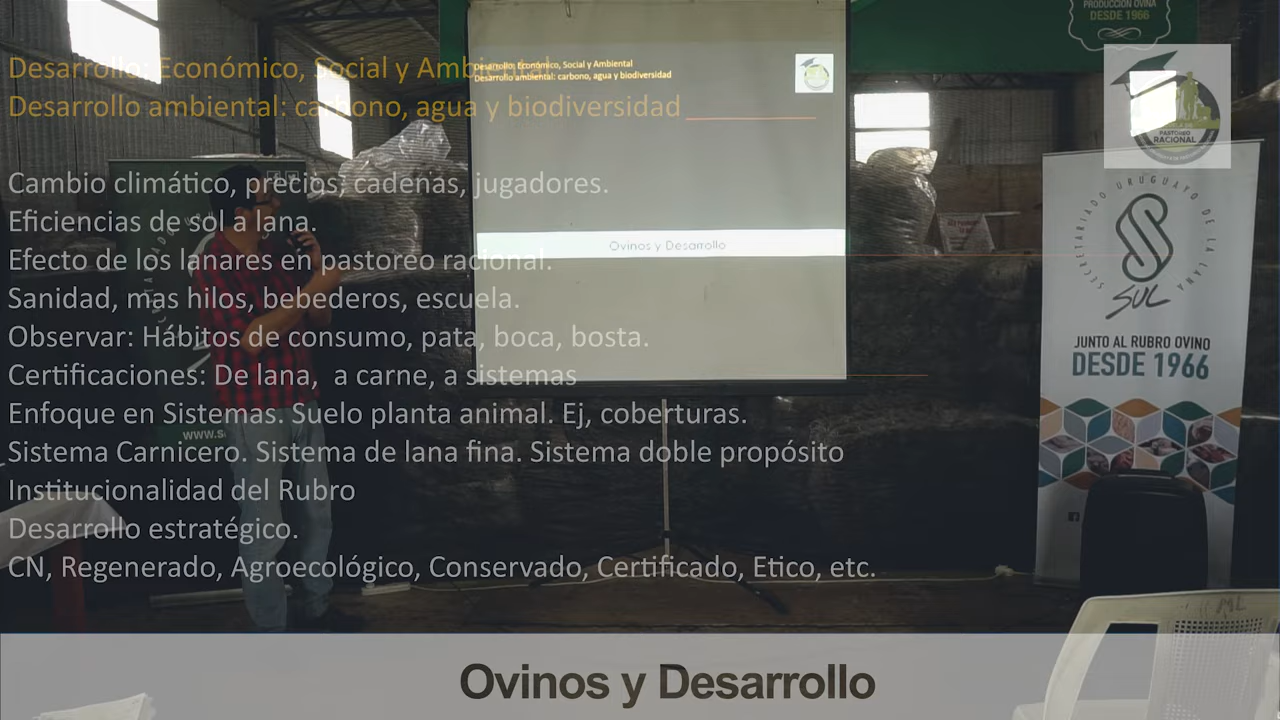 Desarrollo: Económico, Social y Ambiental
Desarrollo ambiental: carbono, agua y biodiversidad
Cambio climático, precios, cadenas, jugadores.
Eficiencias de sol a lana.
Efecto de los lanares en pastoreo racional.
Sanidad, mas hilos, bebederos, escuela.
Observar: Hábitos de consumo, pata, boca, bosta.
Certificaciones: De lana, a carne, a sistemas
Enfoque en Sistemas. Suelo planta animal. Ej, coberturas.
Sistema Carnicero. Sistema de lana fina. Sistema doble propósito
Institucionalidad del Rubro
Desarrollo estratégico.
CN, Regenerado, Agroecológico, Conservado, Certificado, Etico, etc.
Ovinos y Desarrollo
Desarrollo: Económico, Social y Ambiental
Desarrollo ambiental: carbono, agua y biodiversidad
Ovinos y Desarrollo
PRODUCCIÓN OVINA
DESDE 1966
PASTOREO
RACIONAL
SECRETARIADO URUGUAYO DE LA LANA
SUL
JUNTO AL RUBRO OVINO
DESDE 1966
www.s
ML